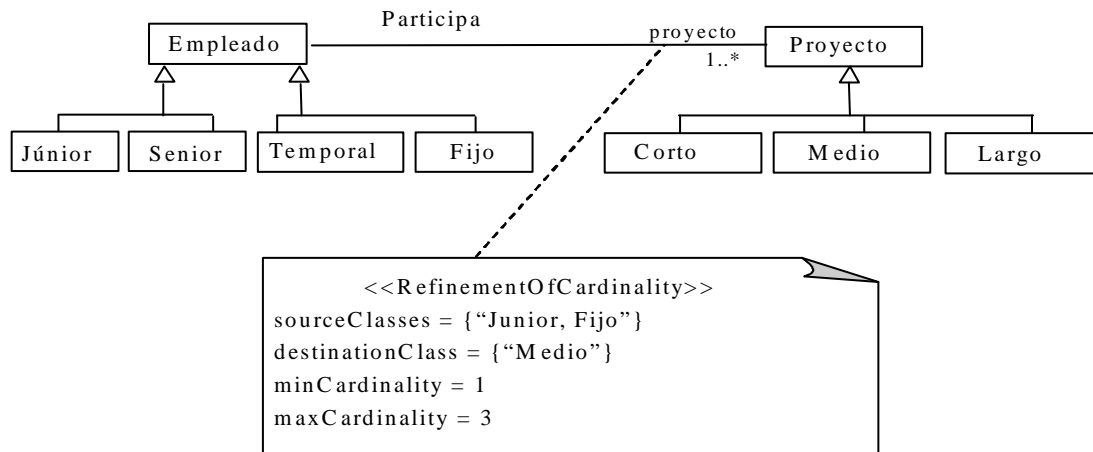 Participa
Empleado
proyecto
1..*
Proyecto
Júnior
Senior
Temporal
Fijo
Corto
Medio
Largo
<<RefinementOfCardinality>>
sourceClasses = {“Junior, Fijo”}
destinationClass = {“Medio”}
minCardinality = 1
maxCardinality = 3